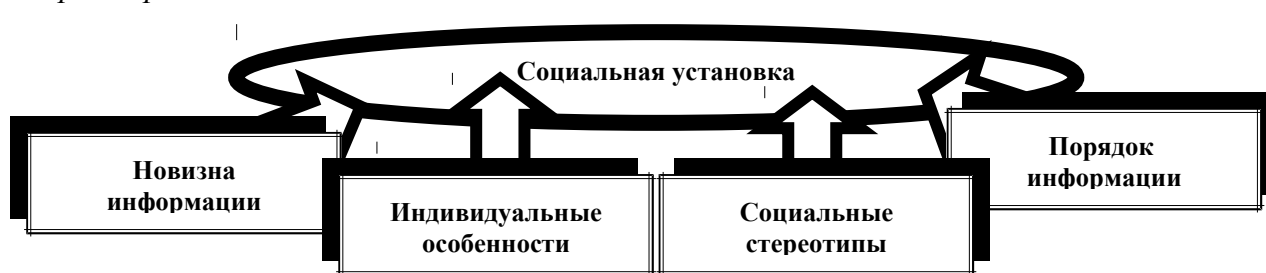 Социальная установка
Новизна
информации
Индивидуальные
особенности
Социальные
стереотипы
Порядок
информации